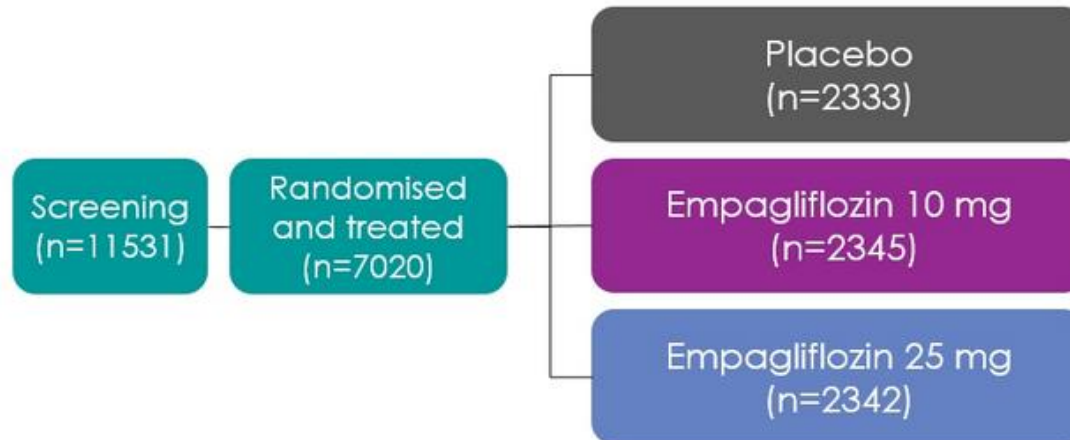 Screening
(n=11531)
Randomised
and treated
(n=7020)
Placebo
(n=2333)
Empagliflozin 10 mg
(n=2345)
Empagliflozin 25 mg
(n=2342)